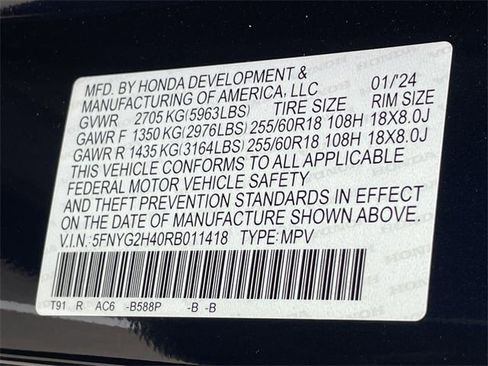 MFD. BY HONDA DEVELOPMENT &
MANUFACTURING OF AMERICA, LLC 01/'24
GVWR 2705 KG(5963LBS) TIRE SIZE RIM SIZE
GAWR F 1350 KG(2976LBS) 255/60R18 108H 18X8.0J
GAWR R 1435 KG(3164LBS) 255/60R18 108H 18X8.0J
THIS VEHICLE CONFORMS TO ALL APPLICABLE
FEDERAL MOTOR VEHICLE SAFETY
AND THEFT PREVENTION STANDARDS IN EFFECT
ON THE DATE OF MANUFACTURE SHOWN ABOVE.
V.I.N: 5FNYG2H40RB011418 TYPE: MPV
T91 R AC6 -B588P -B -B